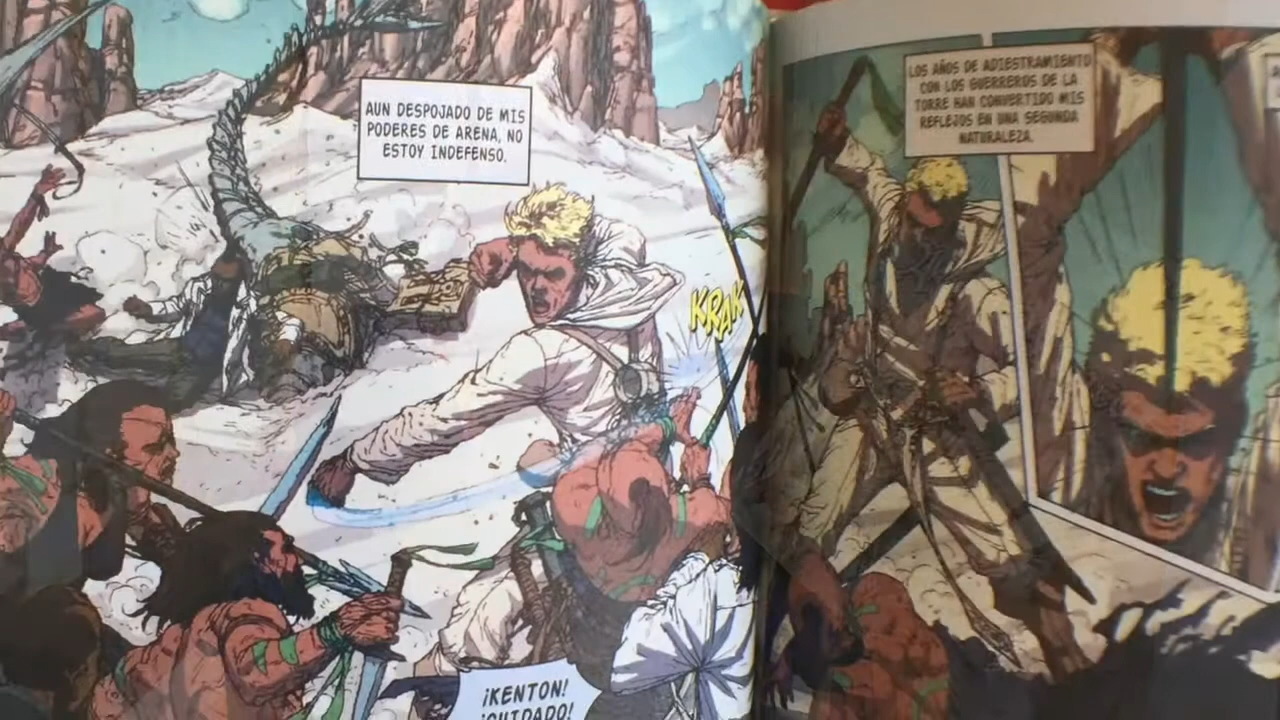 AUN DESPOJADO DE MIS
PODERES DE ARENA, NO
ESTOY INDEFENSO.
KRAK
¡KENTON!
¡CUIDADO!
LOS AÑOS DE ADIESTRAMIENTO
CON LOS GUERREROS DE LA
TORRE HAN CONVERTIDO MIS
REFLEJOS EN UNA SEGUNDA
NATURALEZA.